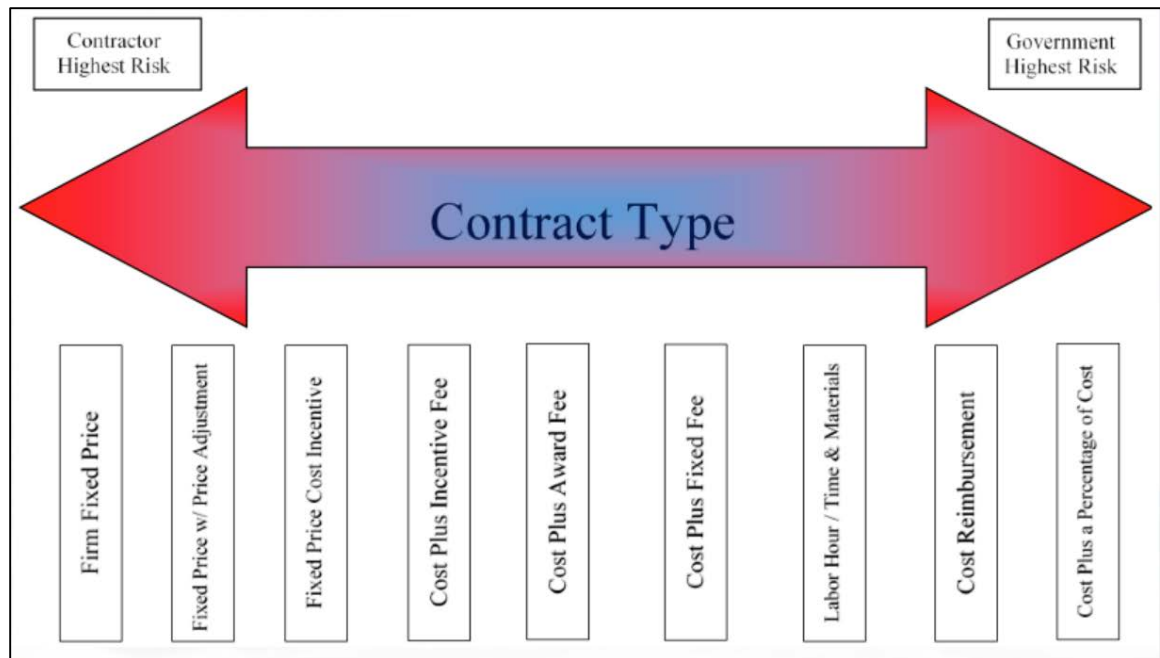 Contractor
Highest Risk
Government
Highest Risk
Contract Type
Firm Fixed Price
Fixed Price w/ Price Adjustment
Fixed Price Cost Incentive
Cost Plus Incentive Fee
Cost Plus Award Fee
Cost Plus Fixed Fee
Labor Hour / Time & Materials
Cost Reimbursement
Cost Plus a Percentage of Cost